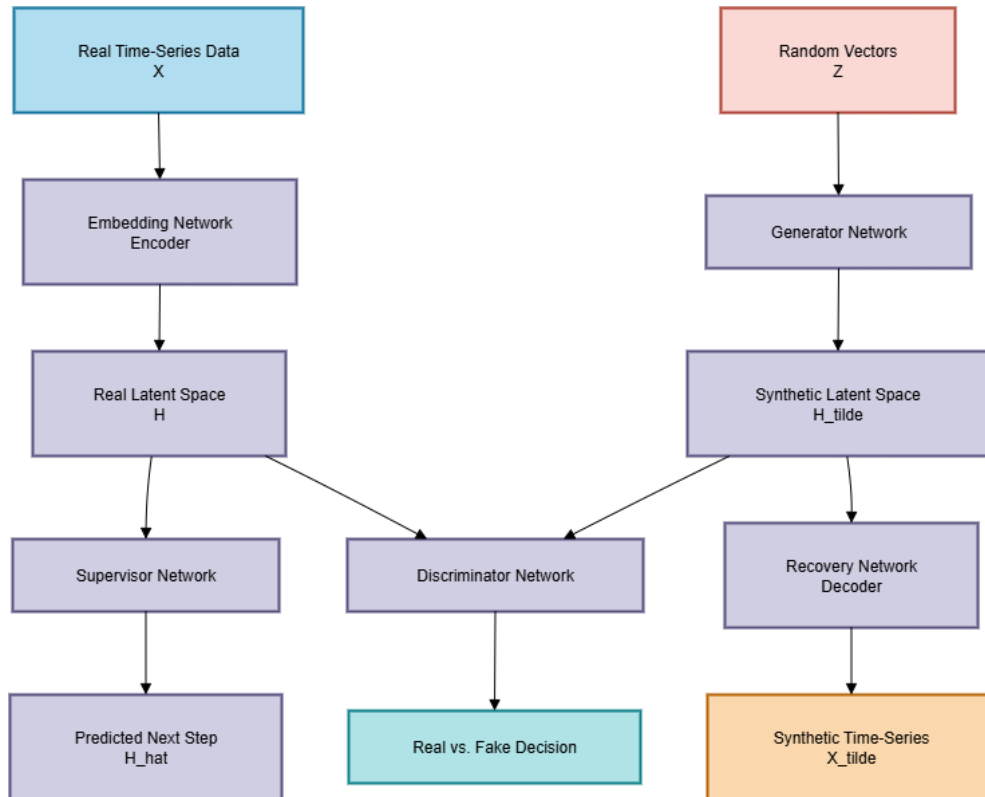 Real Time-Series Data
X
Random Vectors
Z
Embedding Network
Encoder
Generator Network
Real Latent Space
H
Synthetic Latent Space
H_tilde
Supervisor Network
Discriminator Network
Recovery Network
Decoder
Predicted Next Step
H_hat
Real vs. Fake Decision
Synthetic Time-Series
X_tilde